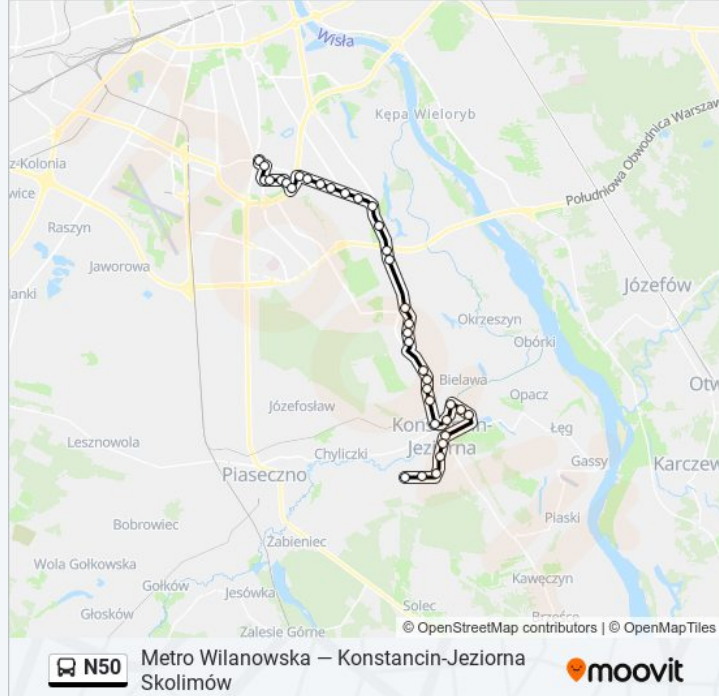 Wisła
Kępa Wieloryb
z-Kolonia
wice
Raszyn
Południowa Obwodnica Warszaw
Jaworowa
lanki
Józefów
Okrzeszyn
Obórki
Otw
Bielawa
Józefosław
Opacz
Konstancin-
Jeziorna
Łęg
Lesznowola
Chyliczki
Gassy
Karczew
Piaseczno
Bobrowiec
Piaski
Żabieniec
Wola Gołkowska
Gołków
Jesówka
Kawęczyn
Głosków
Solec
Brześce
Zalesie Górne
© OpenStreetMap contributors | © OpenMapTiles
N50
Metro Wilanowska — Konstancin-Jeziorna
Skolimów
moovit